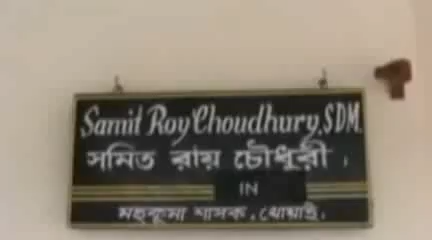 Samit Roy Choudhury, SDM.
সমিত রায় চৌধুরী ।
IN
মহকুমা শাসক, খোয়াই ।